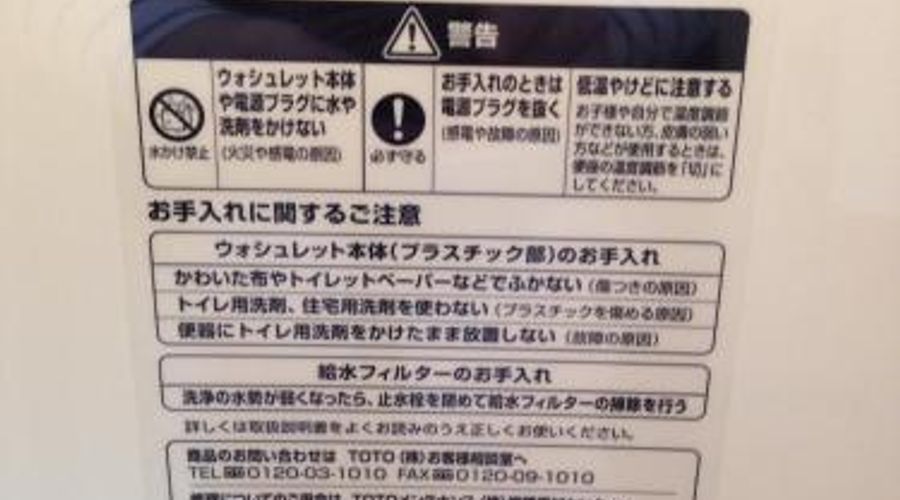 警告
ウォシュレット本体
や電源プラグに水や
洗剤をかけない
(火災や感電の原因)
水かけ禁止
お手入れのときは
電源プラグを抜く
(感電や故障の原因)
必ず守る
低温やけどに注意する
お子様や自分で温度調節
ができない方、皮膚の弱い
方などが使用するときは、
便座の温度調節を「切」に
してください。
お手入れに関するご注意
ウォシュレット本体(プラスチック部)のお手入れ
かわいた布やトイレットペーパーなどでふかない(傷つきの原因)
トイレ用洗剤、住宅用洗剤を使わない(プラスチックを傷める原因)
便器にトイレ用洗剤をかけたまま放置しない(故障の原因)
給水フィルターのお手入れ
洗浄の水勢が弱くなったら、止水栓を閉めて給水フィルターの掃除を行う
詳しくは取扱説明書をよくお読みのうえ正しくお使いください。
商品のお問い合わせは TOTO(株)お客様相談室へ
TEL 0120-03-1010 FAX 0120-09-1010